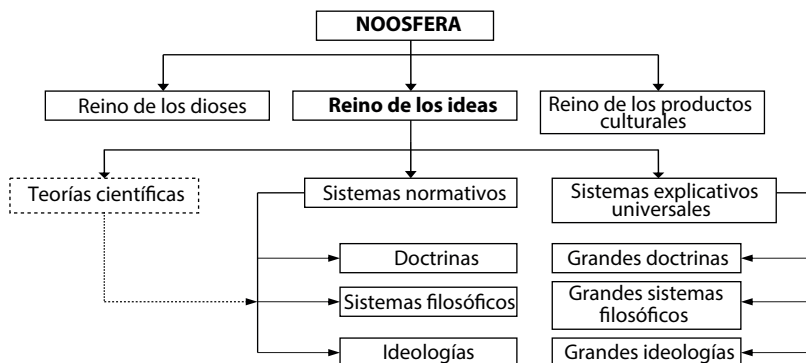 NOOSFERA
Reino de los dioses
Reino de los ideas
Reino de los productos
culturales
Teorías científicas
Sistemas normativos
Sistemas explicativos
universales
Doctrinas
Grandes doctrinas
Sistemas filosóficos
Grandes sistemas
filosóficos
Ideologías
Grandes ideologías